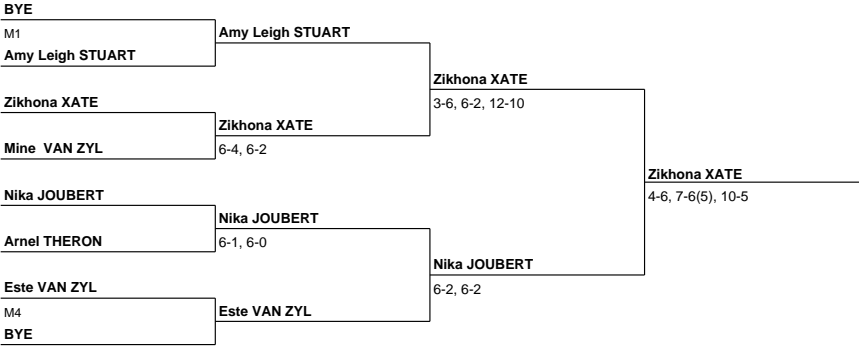 BYE
M1
Amy Leigh STUART
Amy Leigh STUART
Zikhona XATE
3-6, 6-2, 12-10
Zikhona XATE
Zikhona XATE
6-4, 6-2
Mine VAN ZYL
Zikhona XATE
4-6, 7-6(5), 10-5
Nika JOUBERT
Nika JOUBERT
6-1, 6-0
Arnel THERON
Nika JOUBERT
6-2, 6-2
Este VAN ZYL
M4
Este VAN ZYL
BYE